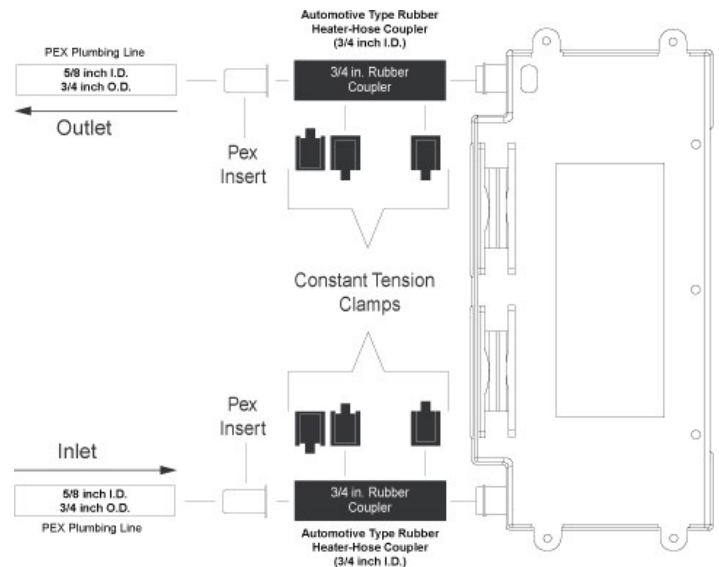 Automotive Type Rubber
Heater-Hose Coupler
(3/4 inch I.D.)
PEX Plumbing Line
5/8 inch I.D.
3/4 inch O.D.
3/4 in. Rubber
Coupler
Outlet
Pex
Insert
Constant Tension
Clamps
Pex
Insert
Inlet
5/8 inch I.D.
3/4 inch O.D.
PEX Plumbing Line
3/4 in. Rubber
Coupler
Automotive Type Rubber
Heater-Hose Coupler
(3/4 inch I.D.)